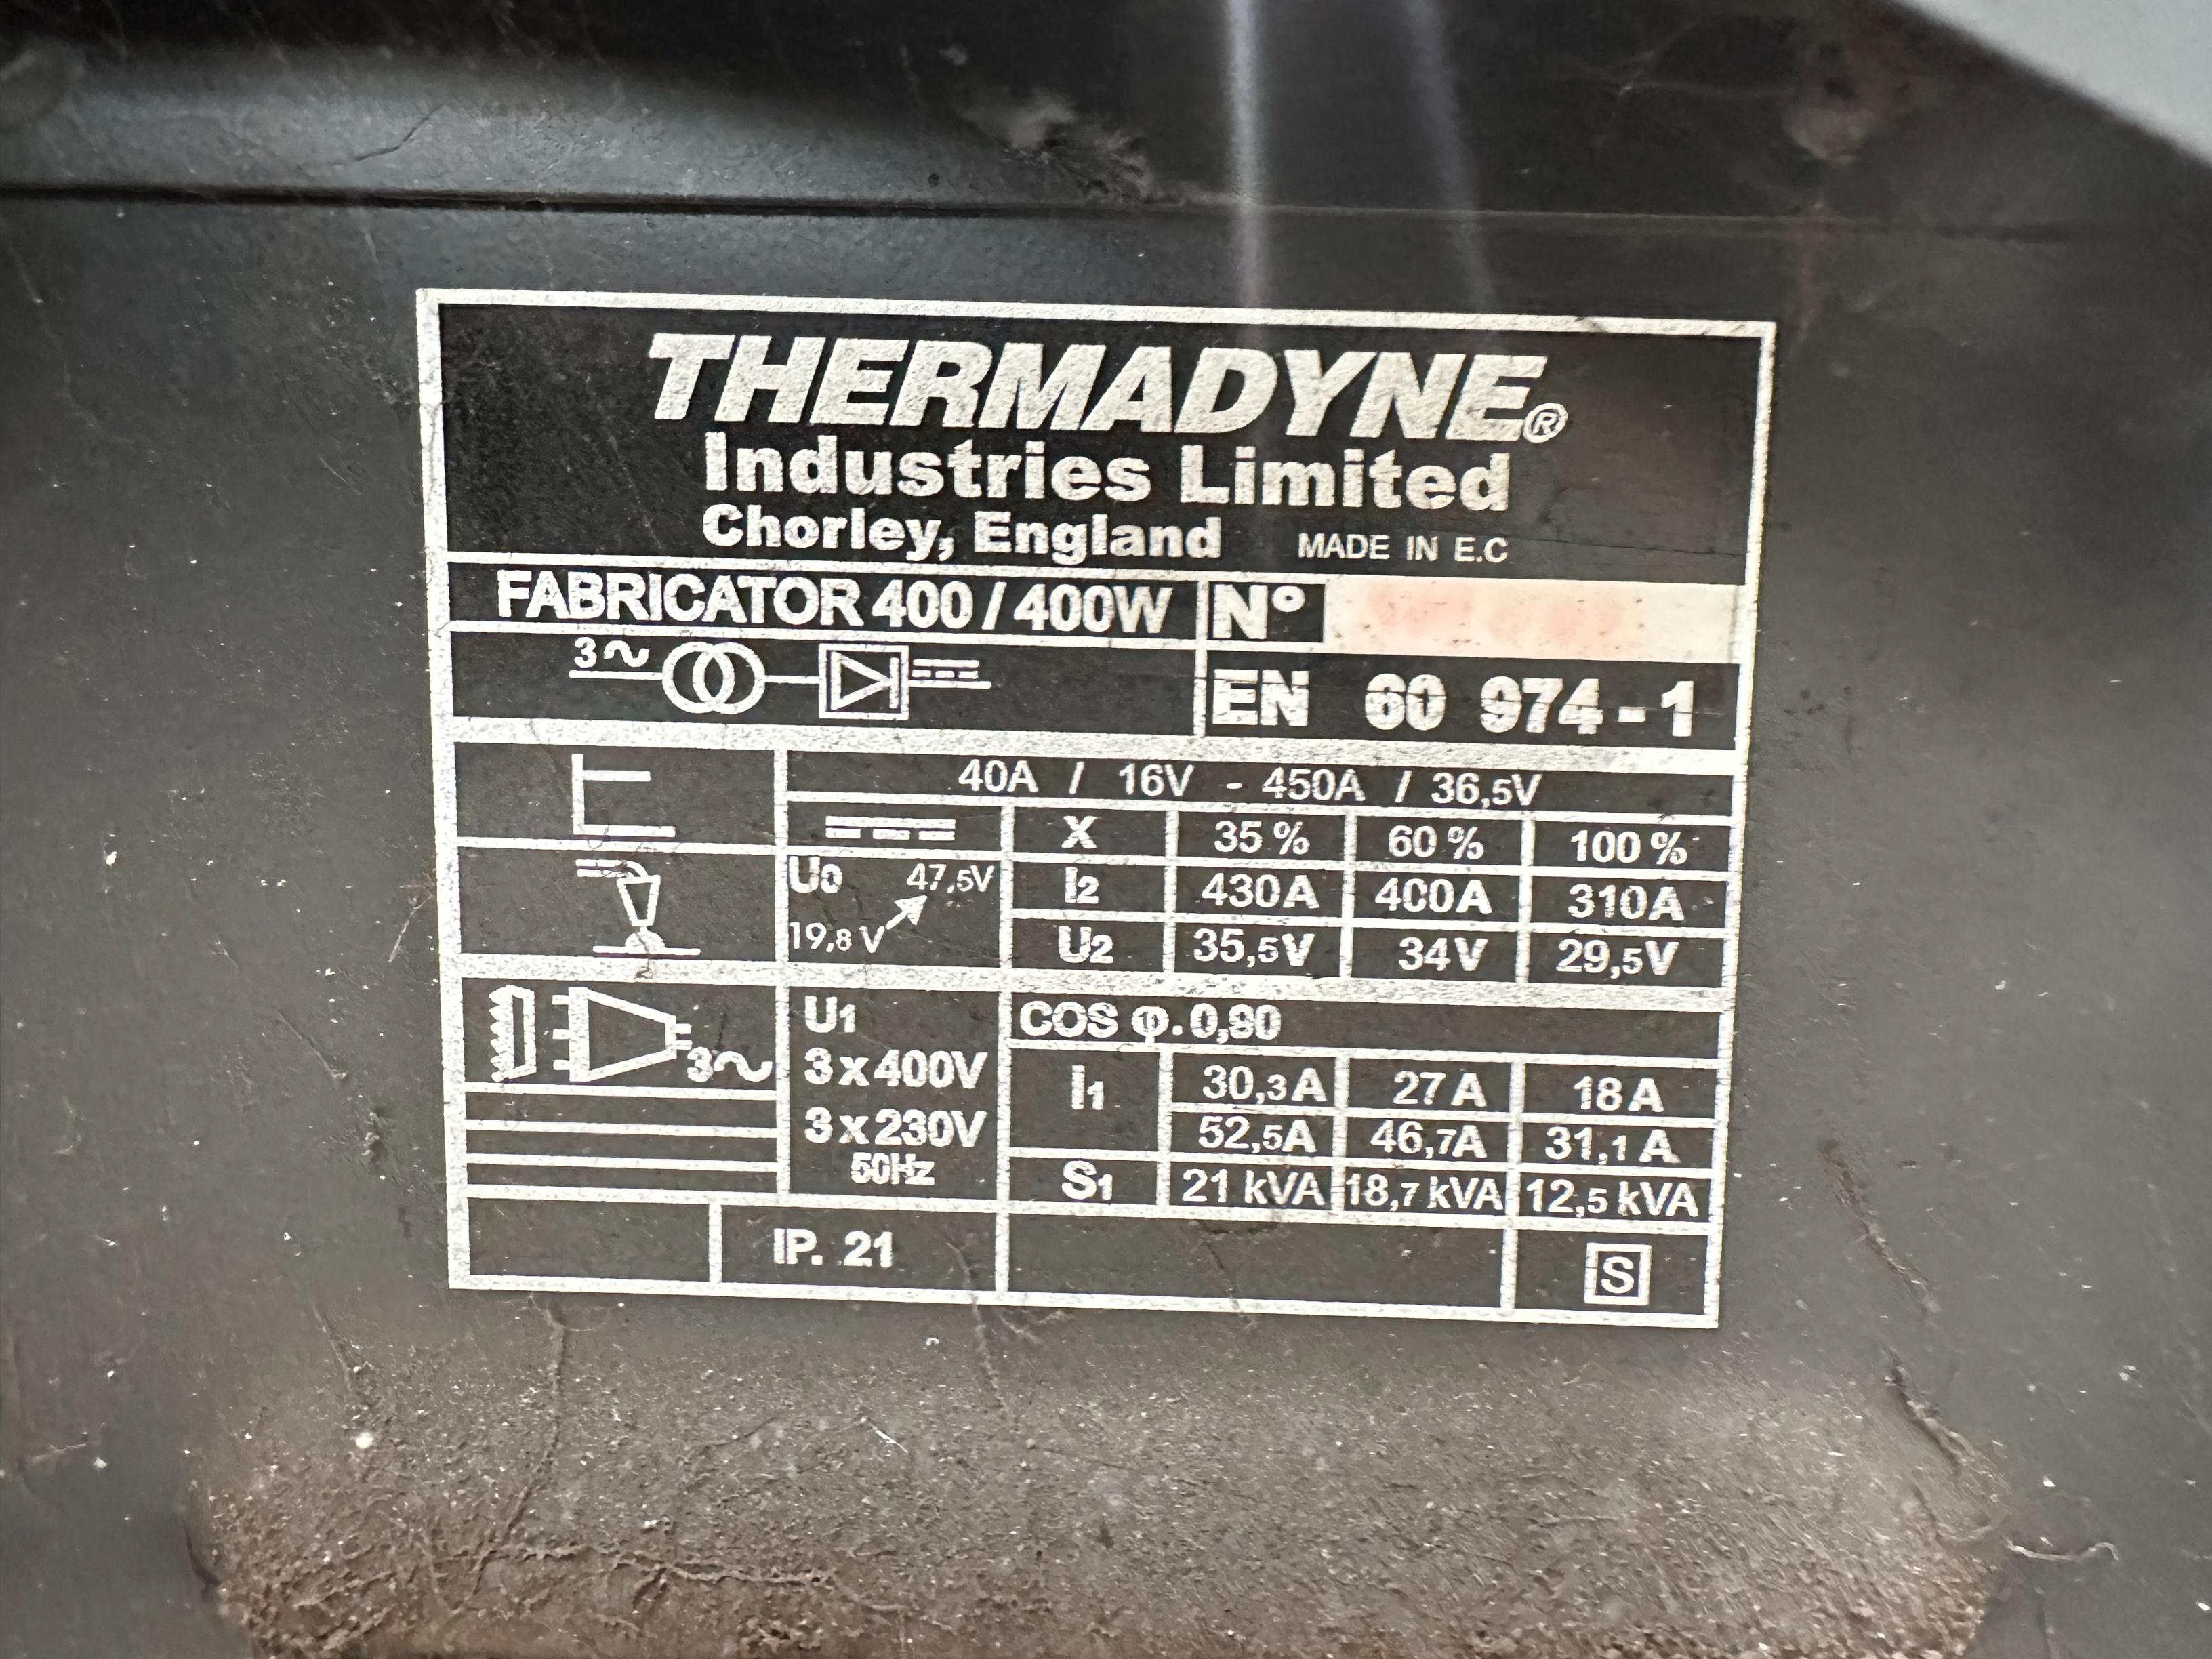 THERMADYNE®
Industries Limited
Chorley, England MADE IN E.C
FABRICATOR 400 / 400W N°
3~ EN 60 974-1
40A / 16V - 450A / 36,5V
X 35 % 60 % 100 %
U0 47,5V I2 430A 400A 310A
19,8 V U2 35,5V 34V 29,5V
U1 COS φ. 0,90
3~ 3 x 400V I1 30,3A 27 A 18 A
3 x 230V 52,5A 46,7A 31,1 A
50Hz S1 21 kVA 18,7 kVA 12,5 kVA
IP. 21 S